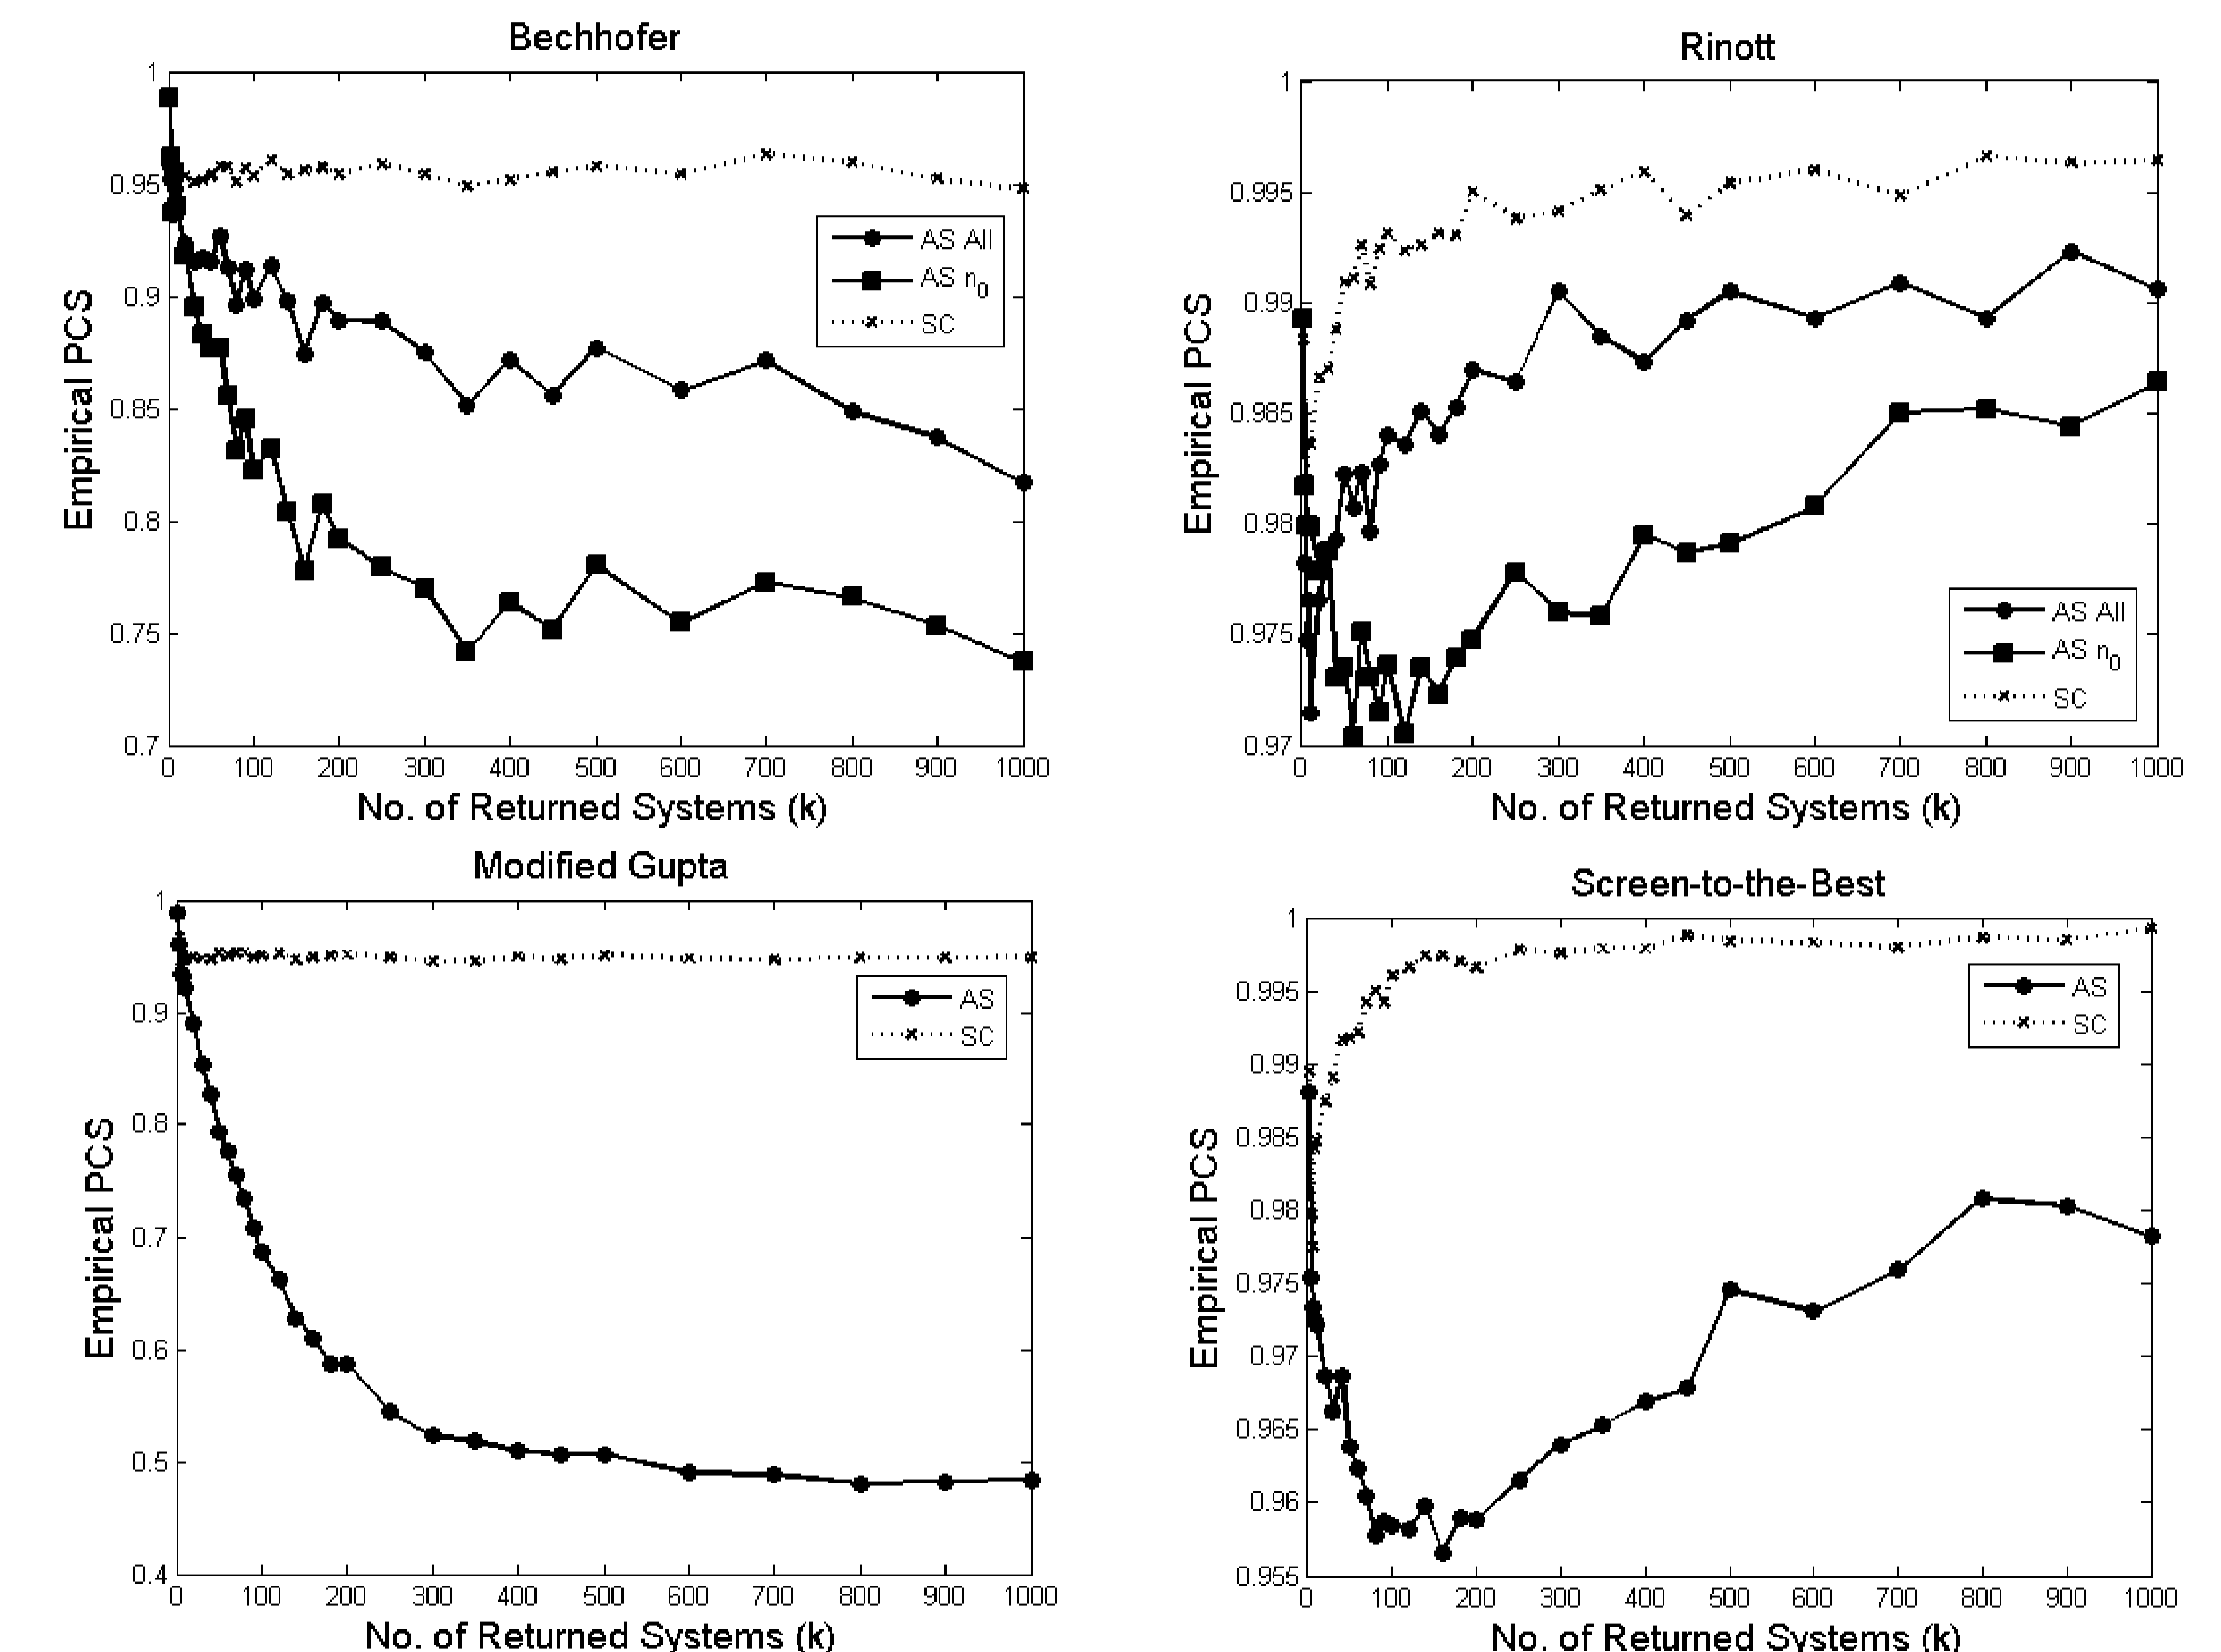 Bechhofer
1
0.95
0.9
0.85
0.8
0.75
0.7
Empirical PCS
AS All
AS n0
SC
0 100 200 300 400 500 600 700 800 900 1000
No. of Returned Systems (k)
Rinott
1
0.995
0.99
0.985
0.98
0.975
0.97
Empirical PCS
AS All
AS n0
SC
0 100 200 300 400 500 600 700 800 900 1000
No. of Returned Systems (k)
Modified Gupta
1
0.9
0.8
0.7
0.6
0.5
0.4
Empirical PCS
AS
SC
0 100 200 300 400 500 600 700 800 900 1000
No. of Returned Systems (k)
Screen-to-the-Best
1
0.995
0.99
0.985
0.98
0.975
0.97
0.965
0.96
0.955
Empirical PCS
AS
SC
0 100 200 300 400 500 600 700 800 900 1000
No. of Returned Systems (k)